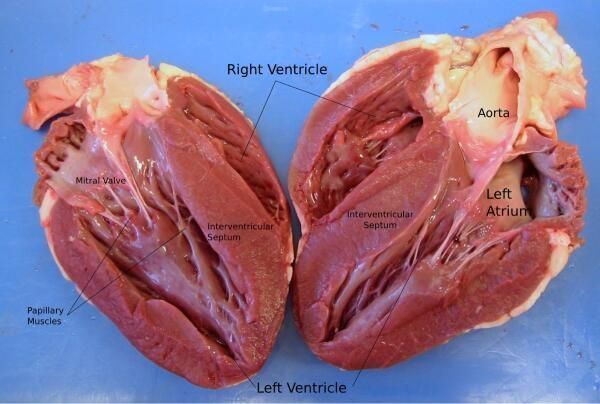 Right Ventricle
Aorta
Mitral Valve
Left
Atrium
Interventricular
Septum
Interventricular
Septum
Papillary
Muscles
Left Ventricle